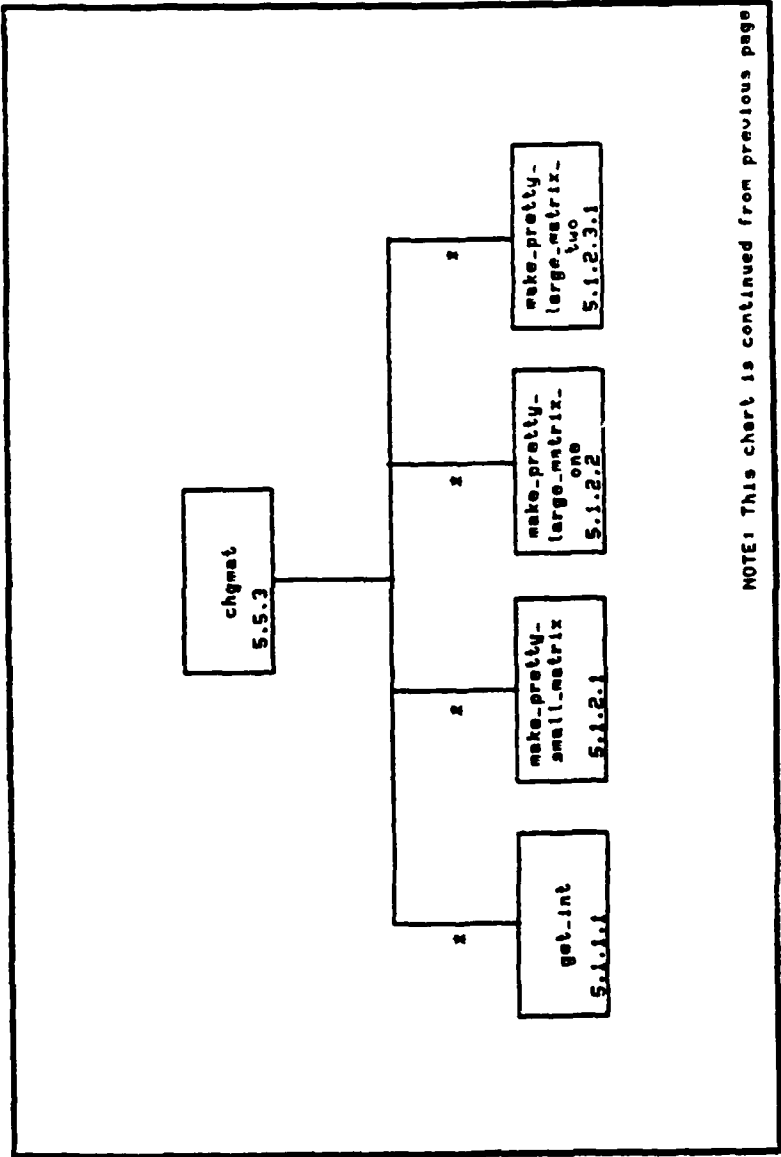 chgmat
5.5.3
*
*
*
*
get_int
5.1.1.1
make_pretty-
small_matrix
5.1.2.1
make_pretty-
large_matrix_
one
5.1.2.2
make_pretty-
large_matrix_
two
5.1.2.3.1
NOTE: This chart is continued from previous page